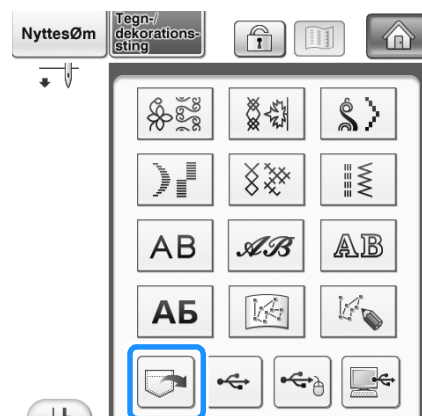 NyttesØm
Tegn-/
dekorations-
sting
AB
AB
AB
АБ